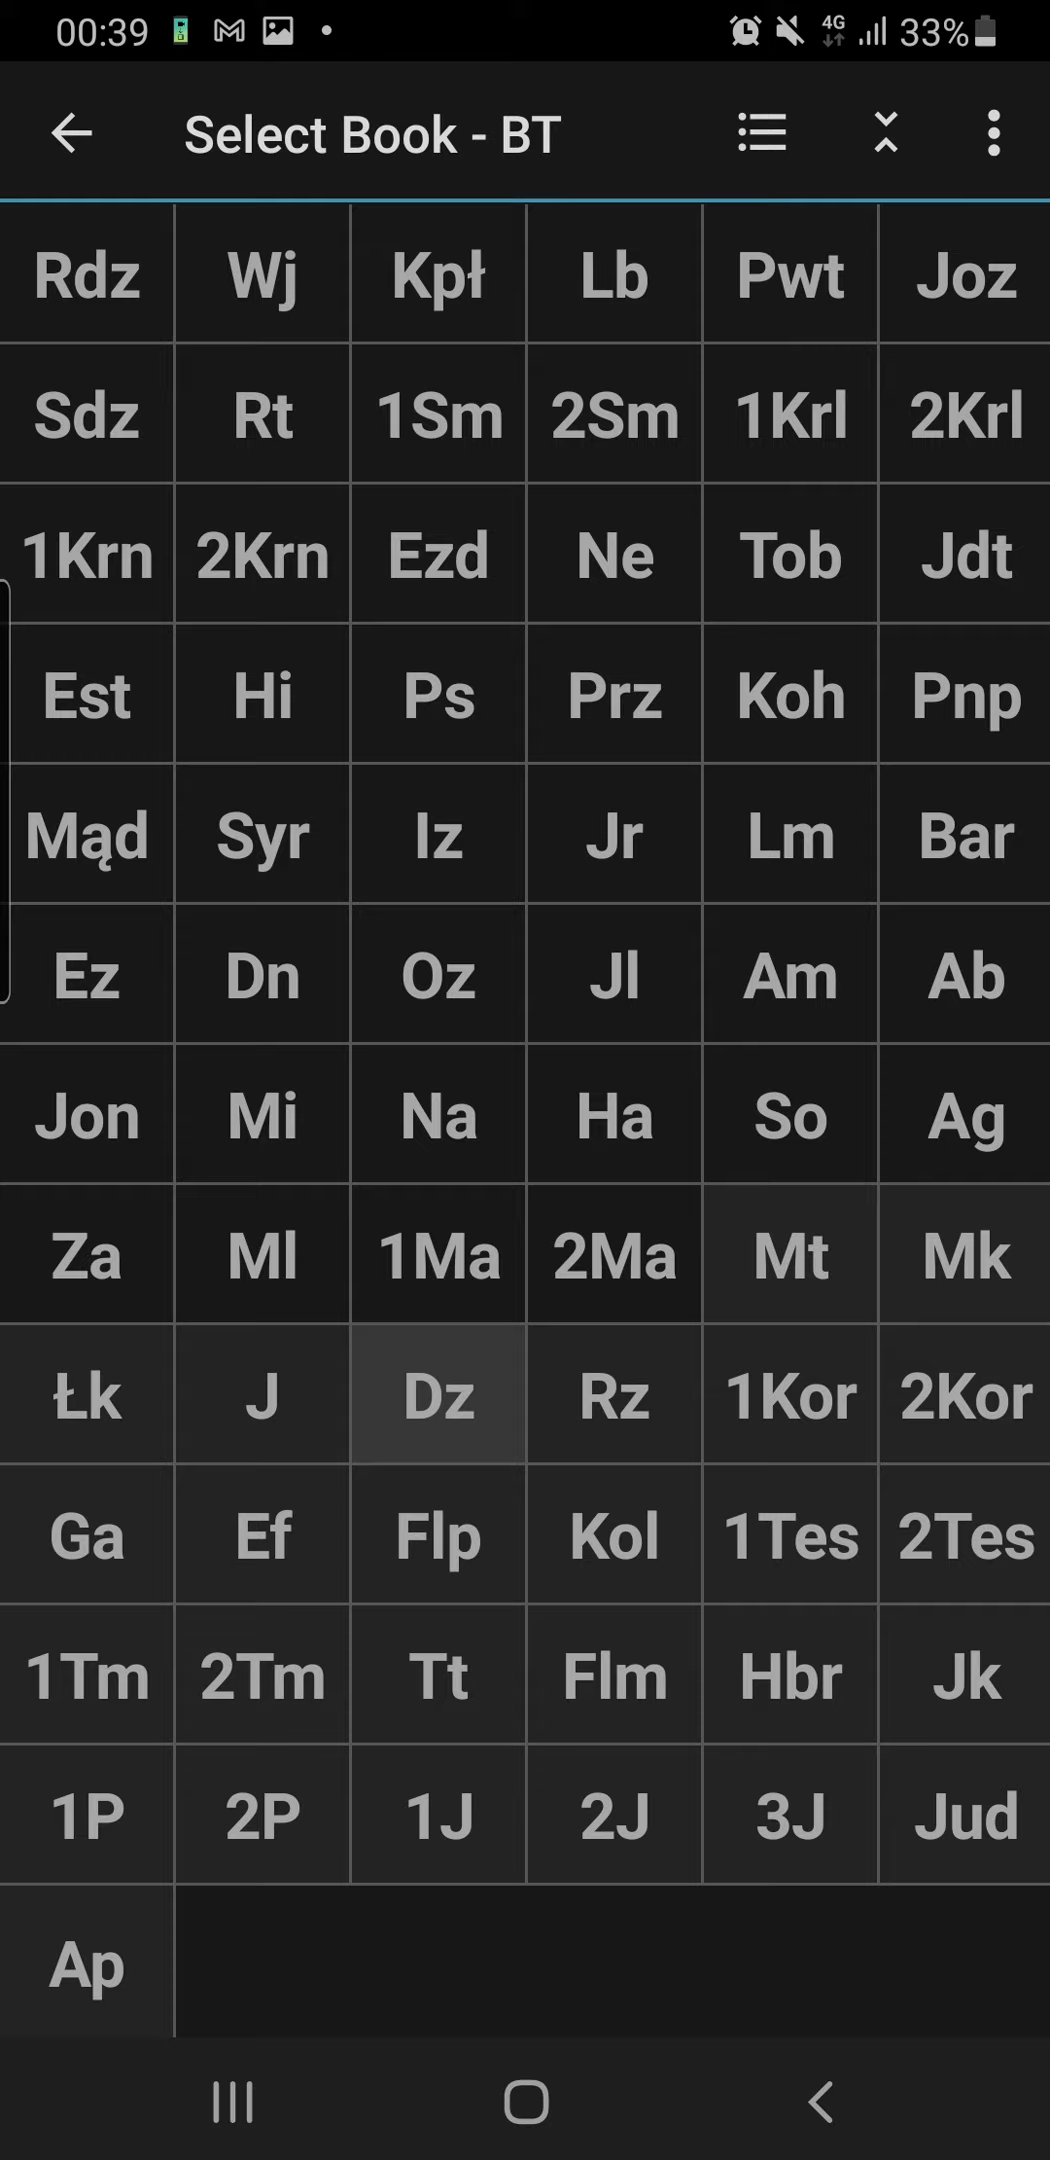 00:39 4G 33%
Select Book - BT
Rdz Wj Kpł Lb Pwt Joz
Sdz Rt 1Sm 2Sm 1Krl 2Krl
1Krn 2Krn Ezd Ne Tob Jdt
Est Hi Ps Prz Koh Pnp
Mąd Syr Iz Jr Lm Bar
Ez Dn Oz Jl Am Ab
Jon Mi Na Ha So Ag
Za Ml 1Ma 2Ma Mt Mk
Łk J Dz Rz 1Kor 2Kor
Ga Ef Flp Kol 1Tes 2Tes
1Tm 2Tm Tt Flm Hbr Jk
1P 2P 1J 2J 3J Jud
Ap